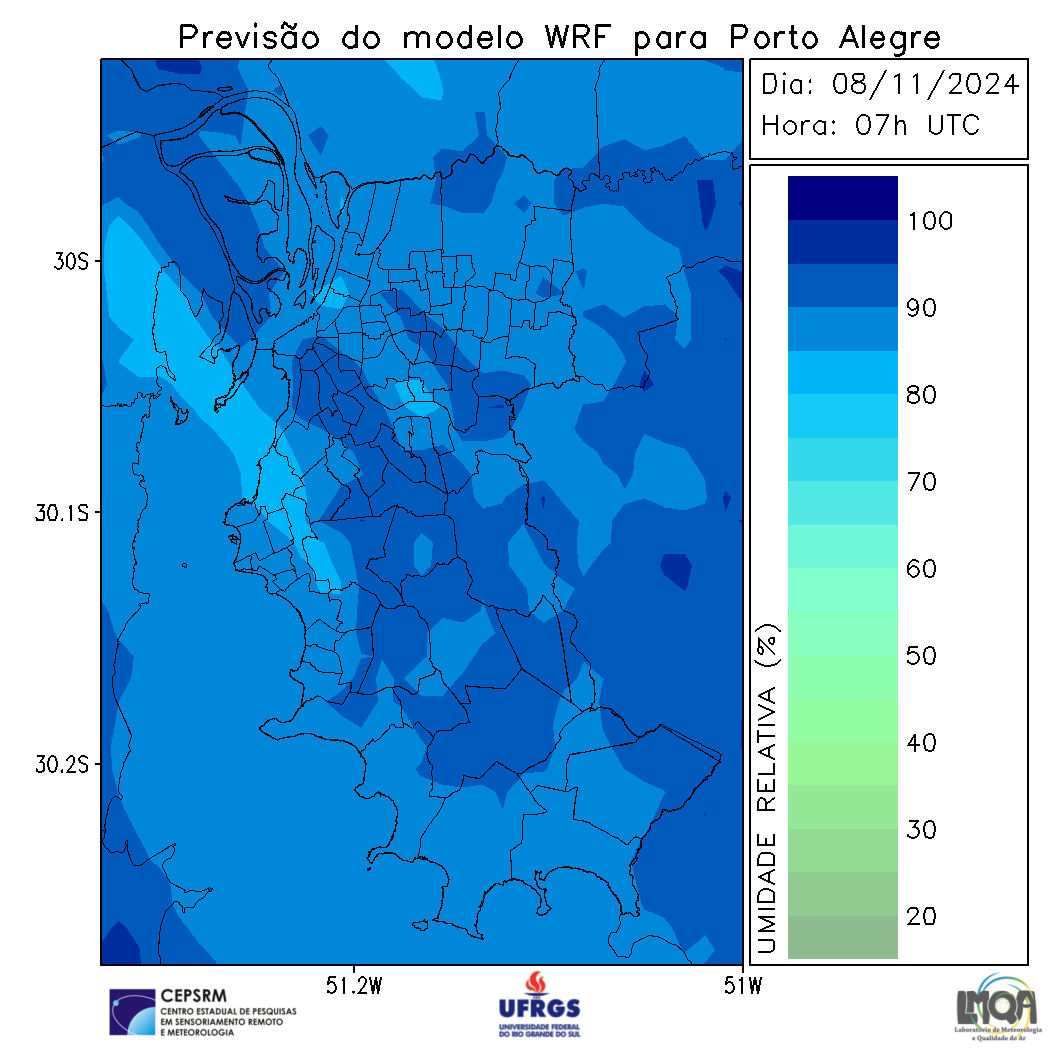 Previsão do modelo WRF para Porto Alegre
Dia: 08/11/2024
Hora: 07h UTC
30S
30.1S
30.2S
51.2W
51W
UMIDADE RELATIVA (%)
100
90
80
70
60
50
40
30
20
CEPSRM
CENTRO ESTADUAL DE PESQUISAS
EM SENSORIAMENTO REMOTO
E METEOROLOGIA
UFRGS
UNIVERSIDADE FEDERAL
DO RIO GRANDE DO SUL
LMQA
Laboratório de Meteorologia
e Qualidade do Ar